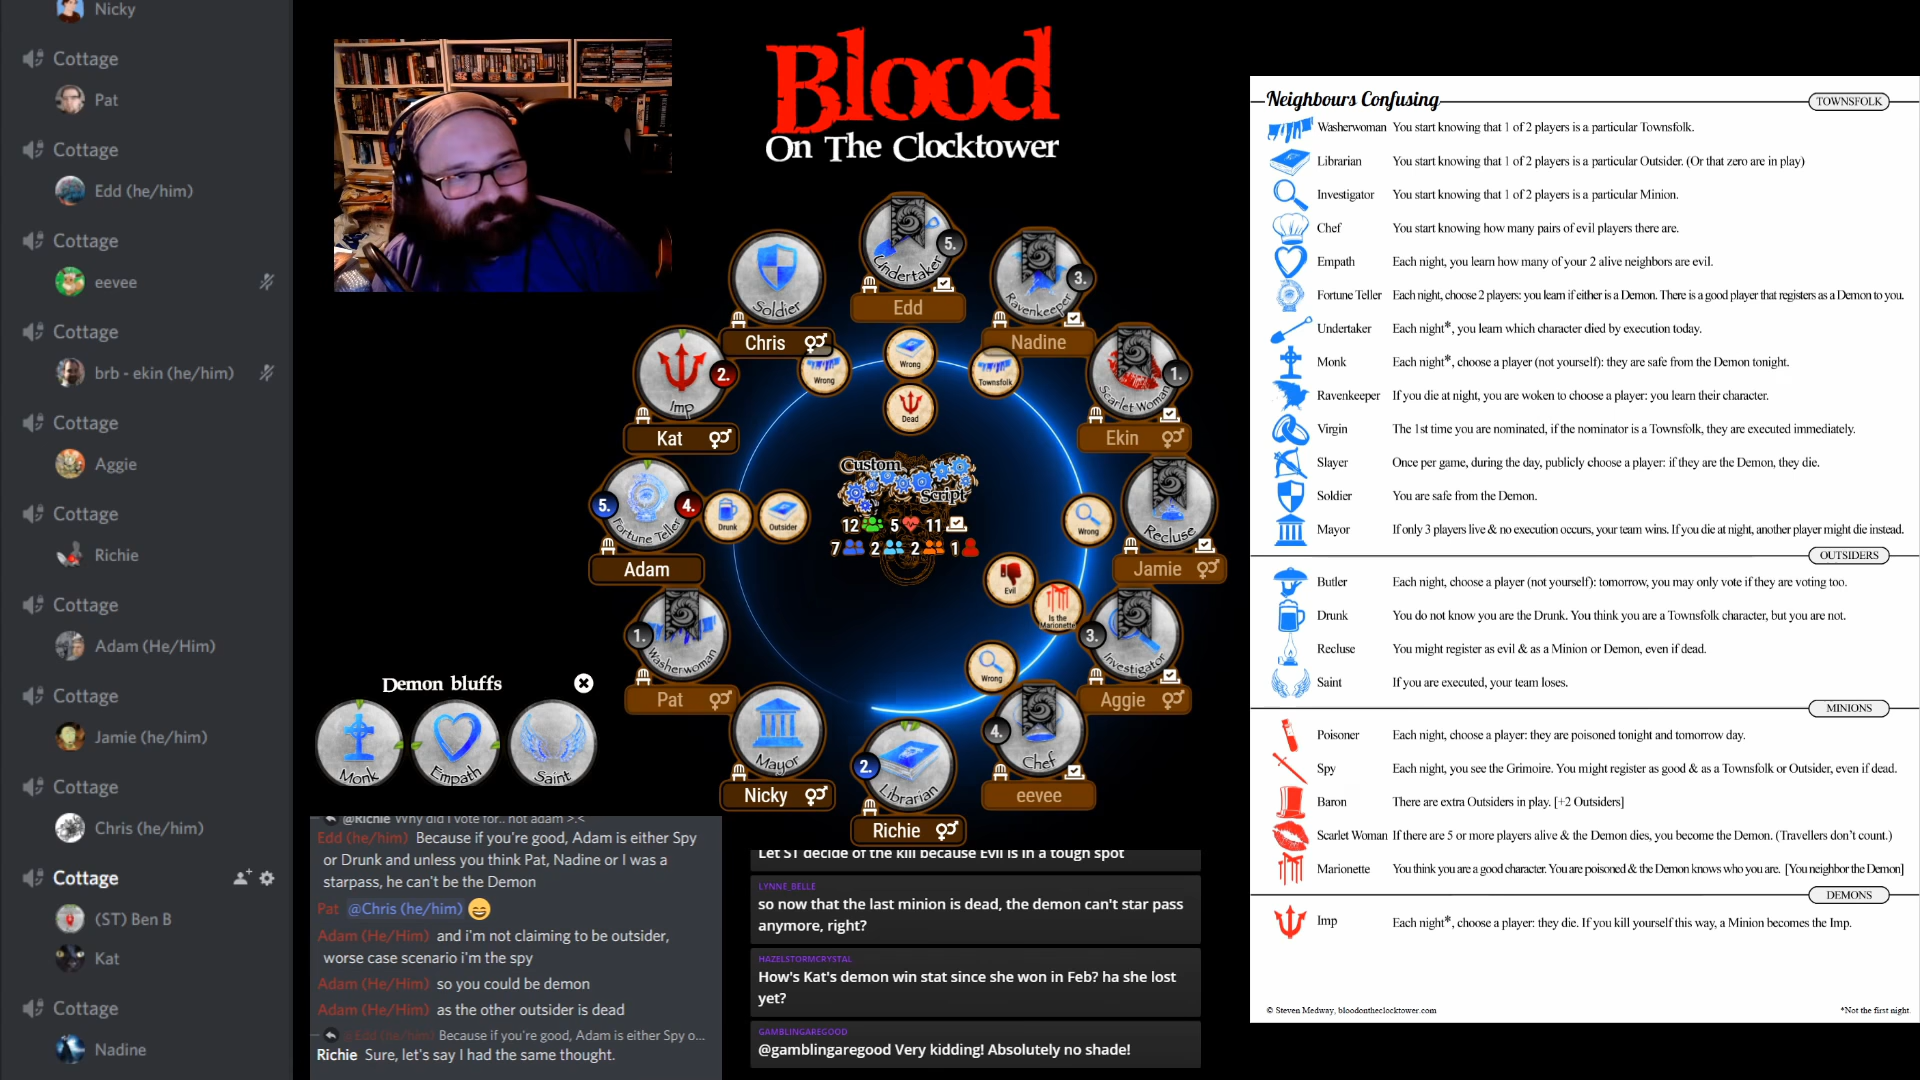 Nicky
Cottage
Pat
Cottage
Edd (he/him)
Cottage
eevee
Cottage
brb - ekin (he/him)
Cottage
Aggie
Cottage
Richie
Cottage
Adam (He/Him)
Cottage
Jamie (he/him)
Cottage
Chris (he/him)
Cottage
(ST) Ben B
Kat
Cottage
Nadine
Blood
On The Clocktower
Undertaker
5.
Edd
Soldier
Chris
Ravenkeeper
3.
Nadine
Imp
2.
Kat
Wrong
Wrong
Townsfolk
Dead
Scarlet Woman
1.
Ekin
Custom
Script
12 5 11
7 2 2 1
5.
Fortune Teller
4.
Adam
Drunk
Outsider
Wrong
Recluse
Jamie
Evil
Is the
Marionette
1.
Washerwoman
Pat
3.
Investigator
Aggie
Wrong
Mayor
Nicky
2.
Librarian
Richie
4.
Chef
eevee
Demon bluffs
Monk
Empath
Saint
@Richie Why did I vote for.. not adam >.<
Edd (he/him) Because if you're good, Adam is either Spy
or Drunk and unless you think Pat, Nadine or I was a
starpass, he can't be the Demon
Pat @Chris (he/him)
Adam (He/Him) and i'm not claiming to be outsider,
worse case scenario i'm the spy
Adam (He/Him) so you could be demon
Adam (He/Him) as the other outsider is dead
Edd (he/him) Because if you're good, Adam is either Spy o...
Richie Sure, let's say I had the same thought.
Let ST decide of the kill because Evil is in a tough spot
LYNNE_BELLE
so now that the last minion is dead, the demon can't star pass
anymore, right?
HAZELSTORMCRYSTAL
How's Kat's demon win stat since she won in Feb? ha she lost
yet?
GAMBLINGAREGOOD
@gamblingaregood Very kidding! Absolutely no shade!
Neighbours Confusing
TOWNSFOLK
Washerwoman You start knowing that 1 of 2 players is a particular Townsfolk.
Librarian You start knowing that 1 of 2 players is a particular Outsider. (Or that zero are in play)
Investigator You start knowing that 1 of 2 players is a particular Minion.
Chef You start knowing how many pairs of evil players there are.
Empath Each night, you learn how many of your 2 alive neighbors are evil.
Fortune Teller Each night, choose 2 players: you learn if either is a Demon. There is a good player that registers as a Demon to you.
Undertaker Each night*, you learn which character died by execution today.
Monk Each night*, choose a player (not yourself): they are safe from the Demon tonight.
Ravenkeeper If you die at night, you are woken to choose a player: you learn their character.
Virgin The 1st time you are nominated, if the nominator is a Townsfolk, they are executed immediately.
Slayer Once per game, during the day, publicly choose a player: if they are the Demon, they die.
Soldier You are safe from the Demon.
Mayor If only 3 players live & no execution occurs, your team wins. If you die at night, another player might die instead.
OUTSIDERS
Butler Each night, choose a player (not yourself): tomorrow, you may only vote if they are voting too.
Drunk You do not know you are the Drunk. You think you are a Townsfolk character, but you are not.
Recluse You might register as evil & as a Minion or Demon, even if dead.
Saint If you are executed, your team loses.
MINIONS
Poisoner Each night, choose a player: they are poisoned tonight and tomorrow day.
Spy Each night, you see the Grimoire. You might register as good & as a Townsfolk or Outsider, even if dead.
Baron There are extra Outsiders in play. [+2 Outsiders]
Scarlet Woman If there are 5 or more players alive & the Demon dies, you become the Demon. (Travellers don't count.)
Marionette You think you are a good character. You are poisoned & the Demon knows who you are. [You neighbor the Demon]
DEMONS
Imp Each night*, choose a player: they die. If you kill yourself this way, a Minion becomes the Imp.
© Steven Medway, bloodontheclocktower.com
*Not the first night